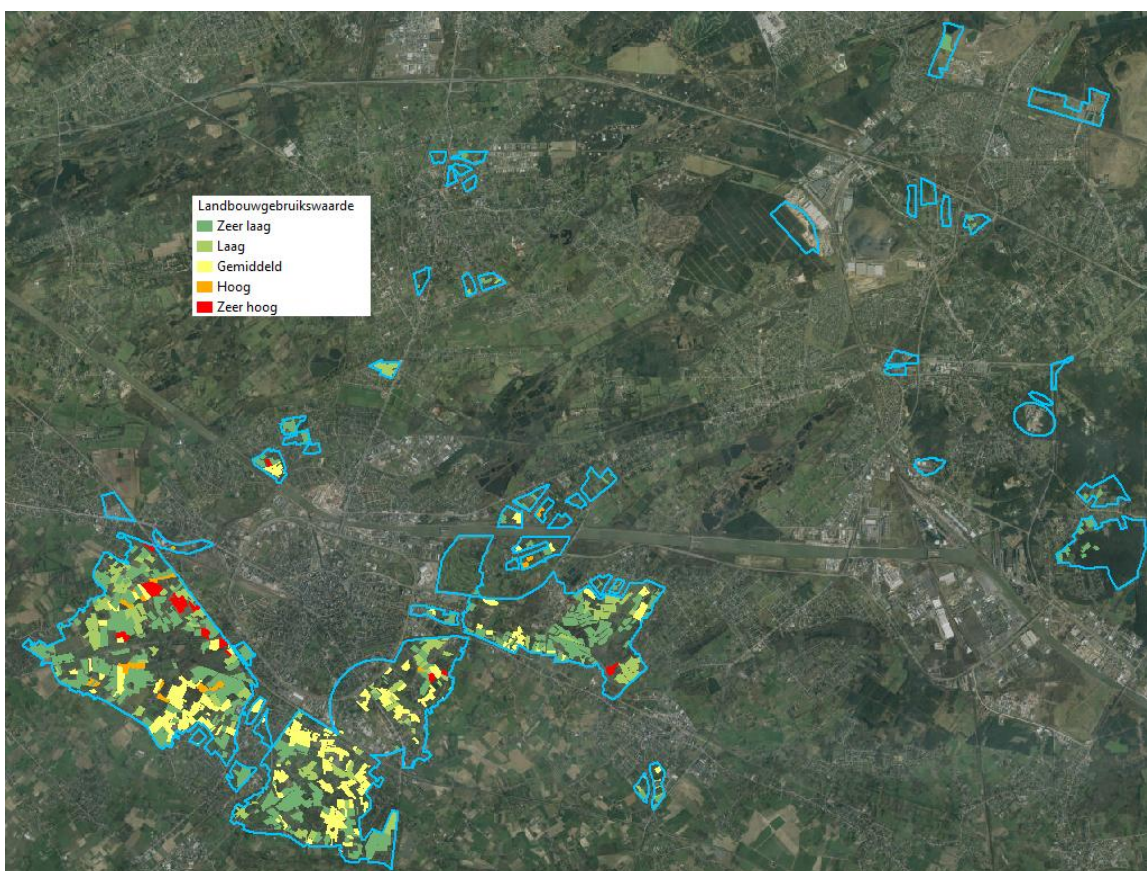 Landbouwgebruikswaarde
Zeer laag
Laag
Gemiddeld
Hoog
Zeer hoog